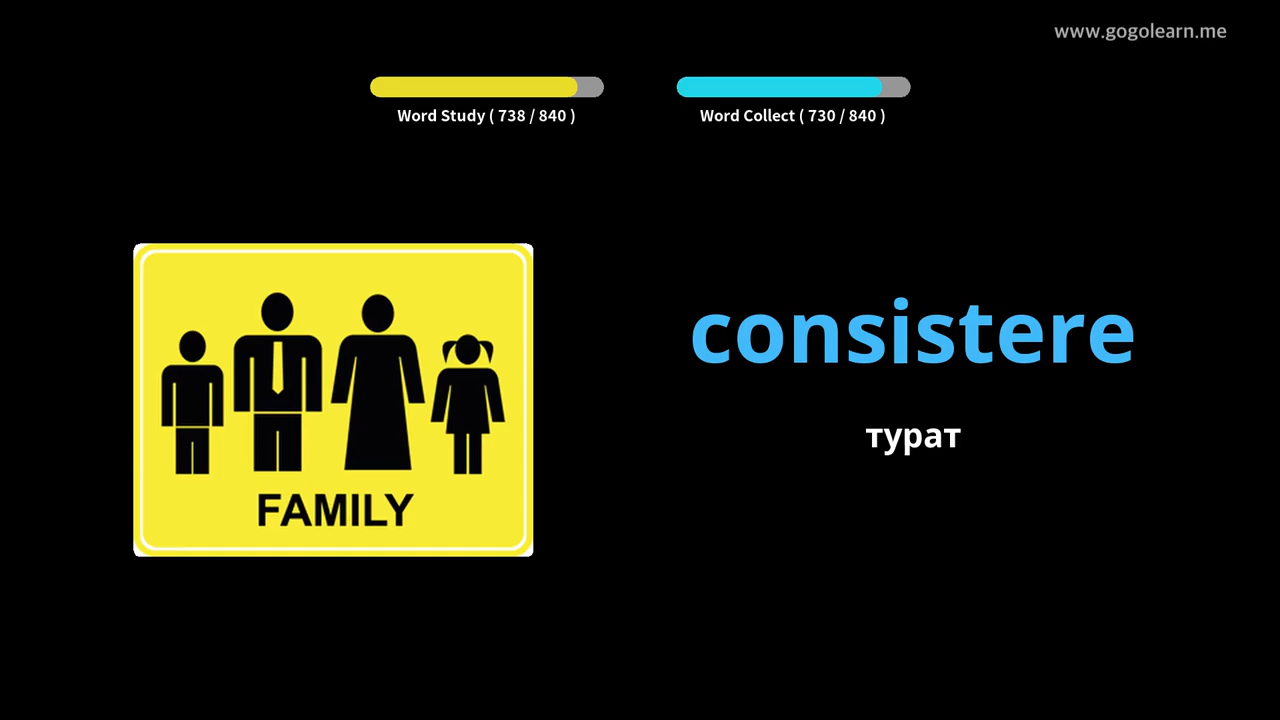 www.gogolearn.me
Word Study ( 738 / 840 )
Word Collect ( 730 / 840 )
FAMILY
consistere
турат